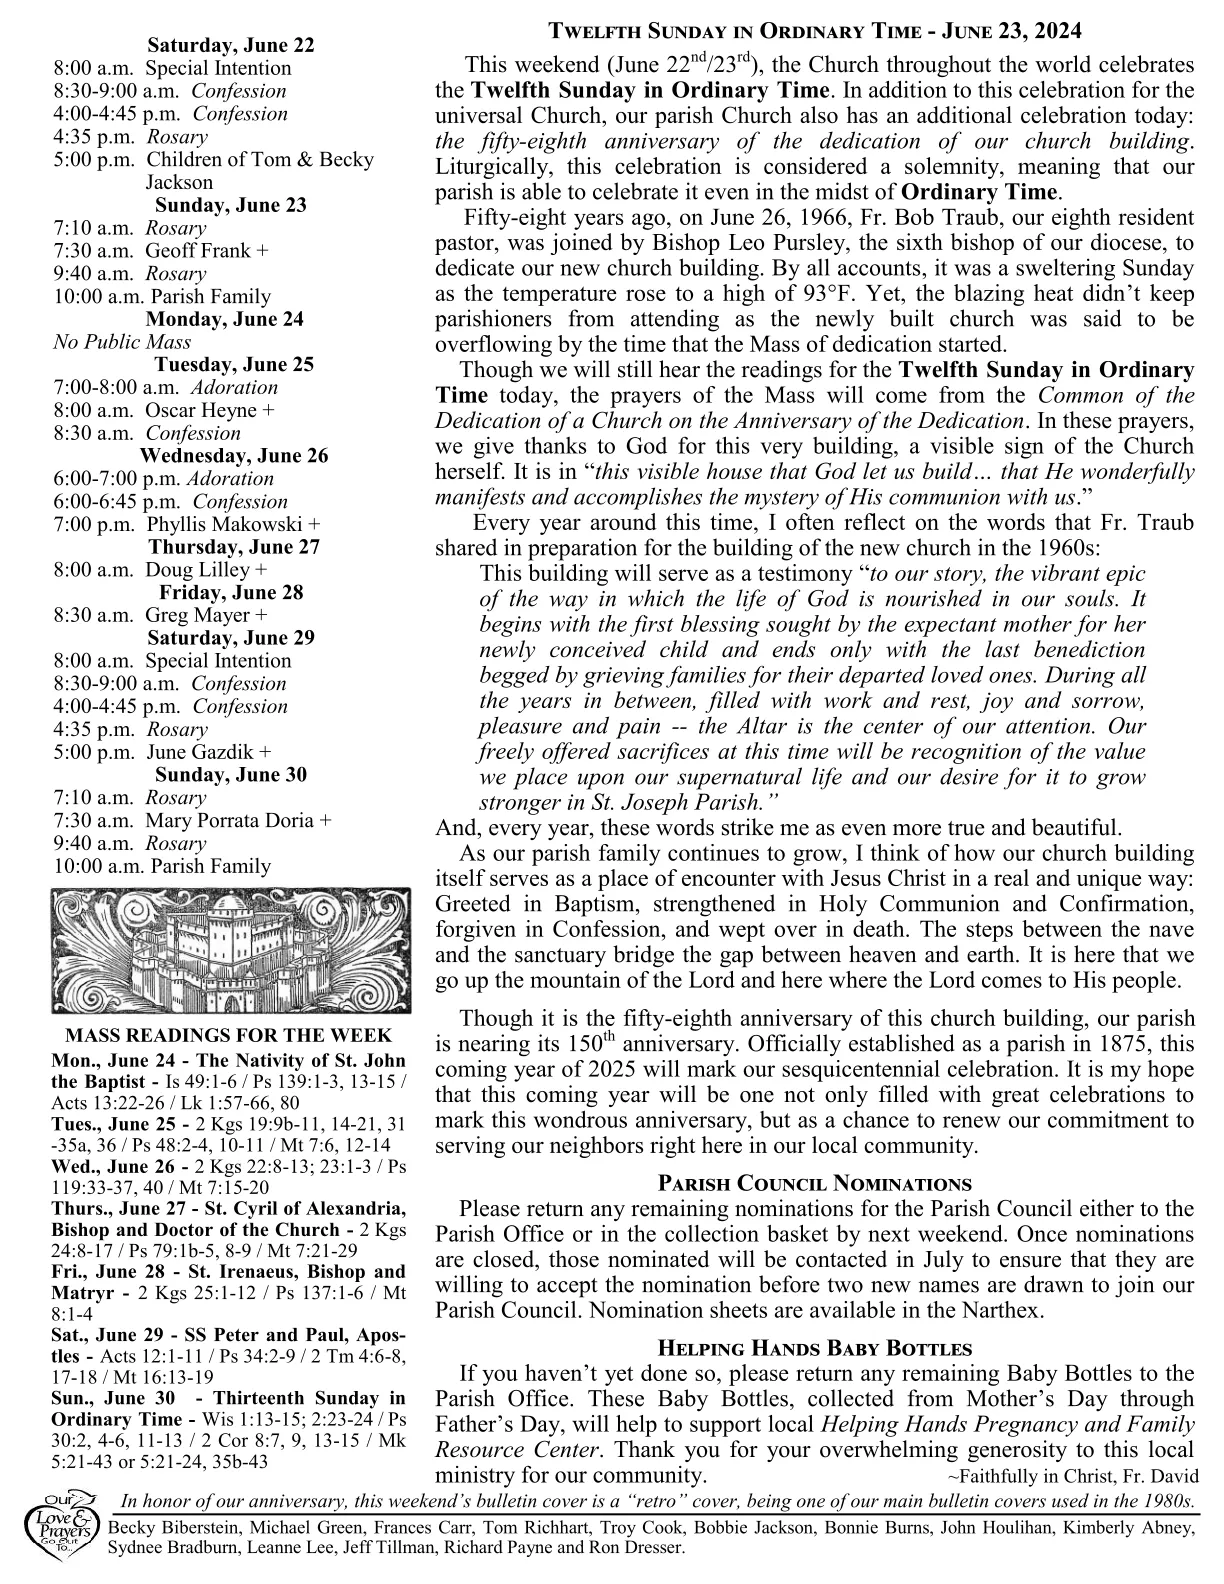 Saturday, June 22
8:00 a.m. Special Intention
8:30-9:00 a.m. Confession
4:00-4:45 p.m. Confession
4:35 p.m. Rosary
5:00 p.m. Children of Tom & Becky
Jackson
Sunday, June 23
7:10 a.m. Rosary
7:30 a.m. Geoff Frank +
9:40 a.m. Rosary
10:00 a.m. Parish Family
Monday, June 24
No Public Mass
Tuesday, June 25
7:00-8:00 a.m. Adoration
8:00 a.m. Oscar Heyne +
8:30 a.m. Confession
Wednesday, June 26
6:00-7:00 p.m. Adoration
6:00-6:45 p.m. Confession
7:00 p.m. Phyllis Makowski +
Thursday, June 27
8:00 a.m. Doug Lilley +
Friday, June 28
8:30 a.m. Greg Mayer +
Saturday, June 29
8:00 a.m. Special Intention
8:30-9:00 a.m. Confession
4:00-4:45 p.m. Confession
4:35 p.m. Rosary
5:00 p.m. June Gazdik +
Sunday, June 30
7:10 a.m. Rosary
7:30 a.m. Mary Porrata Doria +
9:40 a.m. Rosary
10:00 a.m. Parish Family
MASS READINGS FOR THE WEEK
Mon., June 24 - The Nativity of St. John
the Baptist - Is 49:1-6 / Ps 139:1-3, 13-15 /
Acts 13:22-26 / Lk 1:57-66, 80
Tues., June 25 - 2 Kgs 19:9b-11, 14-21, 31
-35a, 36 / Ps 48:2-4, 10-11 / Mt 7:6, 12-14
Wed., June 26 - 2 Kgs 22:8-13; 23:1-3 / Ps
119:33-37, 40 / Mt 7:15-20
Thurs., June 27 - St. Cyril of Alexandria,
Bishop and Doctor of the Church - 2 Kgs
24:8-17 / Ps 79:1b-5, 8-9 / Mt 7:21-29
Fri., June 28 - St. Irenaeus, Bishop and
Matryr - 2 Kgs 25:1-12 / Ps 137:1-6 / Mt
8:1-4
Sat., June 29 - SS Peter and Paul, Apos-
tles - Acts 12:1-11 / Ps 34:2-9 / 2 Tm 4:6-8,
17-18 / Mt 16:13-19
Sun., June 30 - Thirteenth Sunday in
Ordinary Time - Wis 1:13-15; 2:23-24 / Ps
30:2, 4-6, 11-13 / 2 Cor 8:7, 9, 13-15 / Mk
5:21-43 or 5:21-24, 35b-43
Twelfth Sunday in Ordinary Time - June 23, 2024
This weekend (June 22nd/23rd), the Church throughout the world celebrates
the Twelfth Sunday in Ordinary Time. In addition to this celebration for the
universal Church, our parish Church also has an additional celebration today:
the fifty-eighth anniversary of the dedication of our church building.
Liturgically, this celebration is considered a solemnity, meaning that our
parish is able to celebrate it even in the midst of Ordinary Time.
Fifty-eight years ago, on June 26, 1966, Fr. Bob Traub, our eighth resident
pastor, was joined by Bishop Leo Pursley, the sixth bishop of our diocese, to
dedicate our new church building. By all accounts, it was a sweltering Sunday
as the temperature rose to a high of 93°F. Yet, the blazing heat didn’t keep
parishioners from attending as the newly built church was said to be
overflowing by the time that the Mass of dedication started.
Though we will still hear the readings for the Twelfth Sunday in Ordinary
Time today, the prayers of the Mass will come from the Common of the
Dedication of a Church on the Anniversary of the Dedication. In these prayers,
we give thanks to God for this very building, a visible sign of the Church
herself. It is in “this visible house that God let us build… that He wonderfully
manifests and accomplishes the mystery of His communion with us.”
Every year around this time, I often reflect on the words that Fr. Traub
shared in preparation for the building of the new church in the 1960s:
This building will serve as a testimony “to our story, the vibrant epic
of the way in which the life of God is nourished in our souls. It
begins with the first blessing sought by the expectant mother for her
newly conceived child and ends only with the last benediction
begged by grieving families for their departed loved ones. During all
the years in between, filled with work and rest, joy and sorrow,
pleasure and pain -- the Altar is the center of our attention. Our
freely offered sacrifices at this time will be recognition of the value
we place upon our supernatural life and our desire for it to grow
stronger in St. Joseph Parish.”
And, every year, these words strike me as even more true and beautiful.
As our parish family continues to grow, I think of how our church building
itself serves as a place of encounter with Jesus Christ in a real and unique way:
Greeted in Baptism, strengthened in Holy Communion and Confirmation,
forgiven in Confession, and wept over in death. The steps between the nave
and the sanctuary bridge the gap between heaven and earth. It is here that we
go up the mountain of the Lord and here where the Lord comes to His people.
Though it is the fifty-eighth anniversary of this church building, our parish
is nearing its 150th anniversary. Officially established as a parish in 1875, this
coming year of 2025 will mark our sesquicentennial celebration. It is my hope
that this coming year will be one not only filled with great celebrations to
mark this wondrous anniversary, but as a chance to renew our commitment to
serving our neighbors right here in our local community.
Parish Council Nominations
Please return any remaining nominations for the Parish Council either to the
Parish Office or in the collection basket by next weekend. Once nominations
are closed, those nominated will be contacted in July to ensure that they are
willing to accept the nomination before two new names are drawn to join our
Parish Council. Nomination sheets are available in the Narthex.
Helping Hands Baby Bottles
If you haven’t yet done so, please return any remaining Baby Bottles to the
Parish Office. These Baby Bottles, collected from Mother’s Day through
Father’s Day, will help to support local Helping Hands Pregnancy and Family
Resource Center. Thank you for your overwhelming generosity to this local
ministry for our community. ~Faithfully in Christ, Fr. David
In honor of our anniversary, this weekend’s bulletin cover is a “retro” cover, being one of our main bulletin covers used in the 1980s.
Our
Love &
Prayers
Go Out
To...
Becky Biberstein, Michael Green, Frances Carr, Tom Richhart, Troy Cook, Bobbie Jackson, Bonnie Burns, John Houlihan, Kimberly Abney,
Sydnee Bradburn, Leanne Lee, Jeff Tillman, Richard Payne and Ron Dresser.